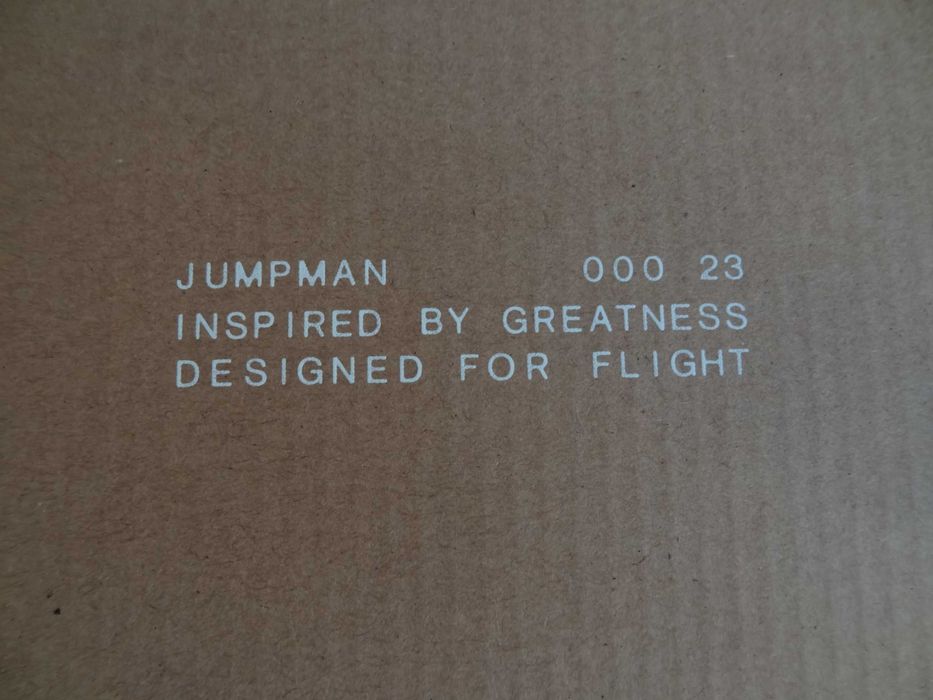 JUMPMAN 000 23
INSPIRED BY GREATNESS
DESIGNED FOR FLIGHT